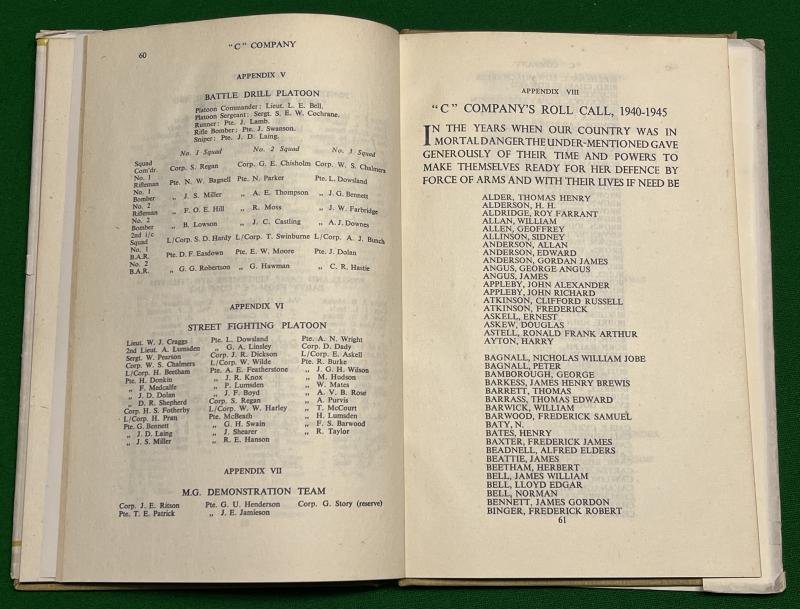 60
"C" COMPANY
APPENDIX V
BATTLE DRILL PLATOON
Platoon Commander: Lieut. L. E. Bell.
Platoon Sergeant: Sergt. S. E. W. Cochrane.
Runner: Pte. J. Lamb.
Rifle Bomber: Pte. J. Swanson.
Sniper: Pte. J. D. Laing.
No. 1 Squad No. 2 Squad No. 3 Squad
Squad Com'dr. Corp. S. Regan Corp. G. E. Chisholm Corp. W. S. Chalmers
No. 1 Rifleman Pte. N. W. Bagnell Pte. N. Parker Pte. L. Dowsland
No. 1 Bomber „ J. S. Miller „ A. E. Thompson „ J. G. Bennett
No. 2 Rifleman „ F. O. E. Hill „ R. Moss „ J. W. Farbridge
No. 2 Bomber „ B. Lowson „ J. C. Castling „ A. J. Downes
2nd i/c Squad L/Corp. S. D. Hardy L/Corp. T. Swinburne L/Corp. A. J. Bunch
No. 1 B.A.R. Pte. D. F. Easdown Pte. E. W. Moore Pte. J. Dolan
No. 2 B.A.R. „ G. G. Robertson „ G. Hawman „ C. R. Hastie
APPENDIX VI
STREET FIGHTING PLATOON
Lieut. W. J. Craggs Pte. L. Dowsland Pte. A. N. Wright
2nd Lieut. A. Lumsden „ G. A. Linsley Corp. D. Dady
Sergt. W. Pearson Corp. J. R. Dickson L/Corp. E. Askell
Corp. W. S. Chalmers L/Corp. W. Wilde Pte. R. Burke
L/Corp. H. Beetham Pte. A. E. Featherstone „ J. G. H. Wilson
Pte. H. Donkin „ J. R. Knox „ M. Hudson
„ F. Medcalfe „ P. Lumsden „ W. Mates
„ J. D. Dolan „ J. F. Boyd „ A. V. B. Rose
„ D. R. Shepherd Corp. S. Regan „ A. Purvis
Corp. H. S. Fotherby L/Corp. W. W. Harley „ T. McCourt
L/Corp. H. Pran Pte. McBeath „ H. Lumsden
Pte. G. Bennett „ G. H. Swain „ F. S. Barwood
„ J. D. Laing „ J. Shearer „ R. Taylor
„ J. S. Miller „ R. E. Hanson
APPENDIX VII
M.G. DEMONSTRATION TEAM
Corp. J. E. Ritson Pte. G. U. Henderson Corp. G. Story (reserve)
Pte. T. E. Patrick „ J. E. Jamieson
APPENDIX VIII
"C" COMPANY'S ROLL CALL, 1940-1945
IN THE YEARS WHEN OUR COUNTRY WAS IN
MORTAL DANGER THE UNDER-MENTIONED GAVE
GENEROUSLY OF THEIR TIME AND POWERS TO
MAKE THEMSELVES READY FOR HER DEFENCE BY
FORCE OF ARMS AND WITH THEIR LIVES IF NEED BE
ALDER, THOMAS HENRY
ALDERSON, H. H.
ALDRIDGE, ROY FARRANT
ALLAN, WILLIAM
ALLEN, GEOFFREY
ALLINSON, SIDNEY
ANDERSON, ALLAN
ANDERSON, EDWARD
ANDERSON, GORDAN JAMES
ANGUS, GEORGE ANGUS
ANGUS, JAMES
APPLEBY, JOHN ALEXANDER
APPLEBY, JOHN RICHARD
ATKINSON, CLIFFORD RUSSELL
ATKINSON, FREDERICK
ASKELL, ERNEST
ASKEW, DOUGLAS
ASTELL, RONALD FRANK ARTHUR
AYTON, HARRY
BAGNALL, NICHOLAS WILLIAM JOBE
BAGNALL, PETER
BAMBOROUGH, GEORGE
BARKESS, JAMES HENRY BREWIS
BARRETT, THOMAS
BARRASS, THOMAS EDWARD
BARWICK, WILLIAM
BARWOOD, FREDERICK SAMUEL
BATY, N.
BATES, HENRY
BAXTER, FREDERICK JAMES
BEADNELL, ALFRED ELDERS
BEATTIE, JAMES
BEETHAM, HERBERT
BELL, JAMES WILLIAM
BELL, LLOYD EDGAR
BELL, NORMAN
BENNETT, JAMES GORDON
BINGER, FREDERICK ROBERT
61